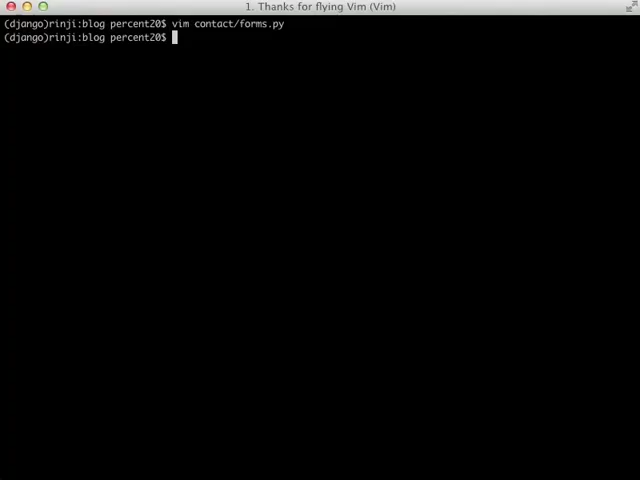 1. Thanks for flying Vim (Vim)
(django)rinji:blog percent20$ vim contact/forms.py
(django)rinji:blog percent20$